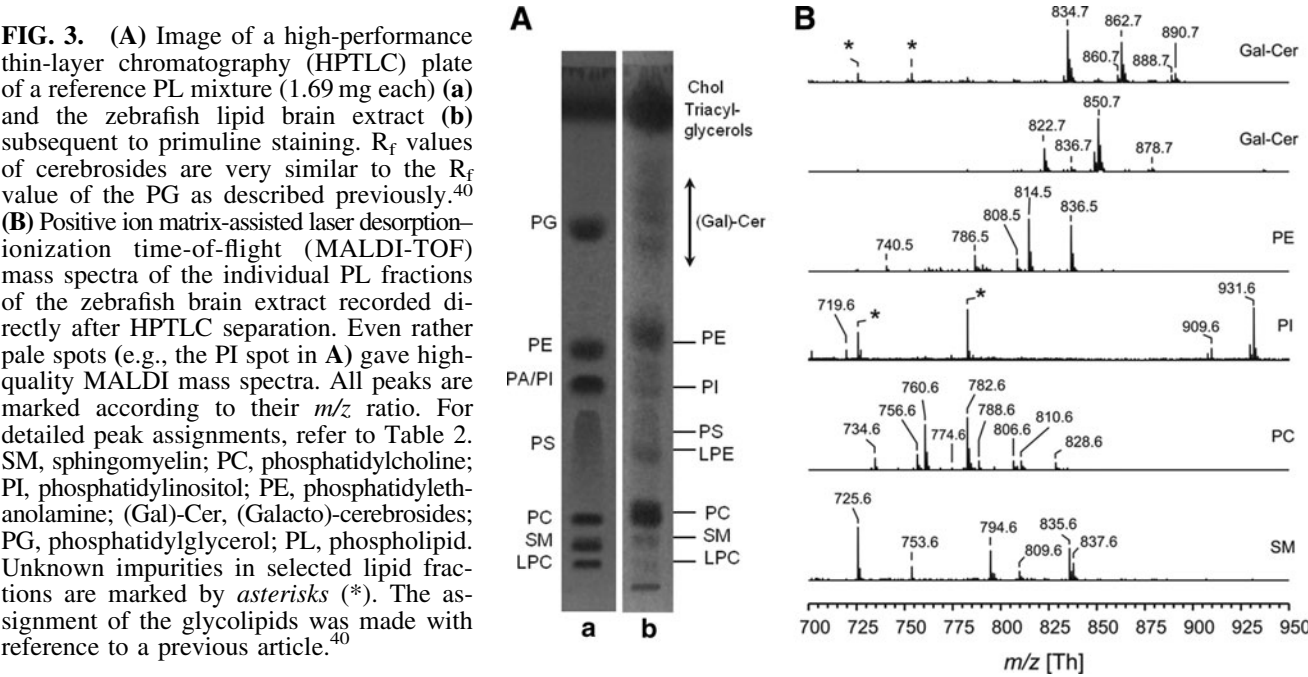 FIG. 3. (A) Image of a high-performance
thin-layer chromatography (HPTLC) plate
of a reference PL mixture (1.69 mg each) (a)
and the zebrafish lipid brain extract (b)
subsequent to primuline staining. Rf values
of cerebrosides are very similar to the Rf
value of the PG as described previously.40
(B) Positive ion matrix-assisted laser desorption–
ionization time-of-flight (MALDI-TOF)
mass spectra of the individual PL fractions
of the zebrafish brain extract recorded di-
rectly after HPTLC separation. Even rather
pale spots (e.g., the PI spot in A) gave high-
quality MALDI mass spectra. All peaks are
marked according to their m/z ratio. For
detailed peak assignments, refer to Table 2.
SM, sphingomyelin; PC, phosphatidylcholine;
PI, phosphatidylinositol; PE, phosphatidyleth-
anolamine; (Gal)-Cer, (Galacto)-cerebrosides;
PG, phosphatidylglycerol; PL, phospholipid.
Unknown impurities in selected lipid frac-
tions are marked by asterisks (*). The as-
signment of the glycolipids was made with
reference to a previous article.40
A
Chol
Triacyl-
glycerols
PG
(Gal)-Cer
PE
PE
PA/PI
PI
PS
PS
LPE
PC
PC
SM
SM
LPC
LPC
a
b
B
* * 834.7 860.7 862.7 888.7 890.7 Gal-Cer
822.7 836.7 850.7 878.7 Gal-Cer
740.5 786.5 808.5 814.5 836.5 PE
719.6 * * 909.6 931.6 PI
734.6 756.6 760.6 774.6 782.6 788.6 806.6 810.6 828.6 PC
725.6 753.6 794.6 809.6 835.6 837.6 SM
700 725 750 775 800 825 850 875 900 925 950
m/z [Th]